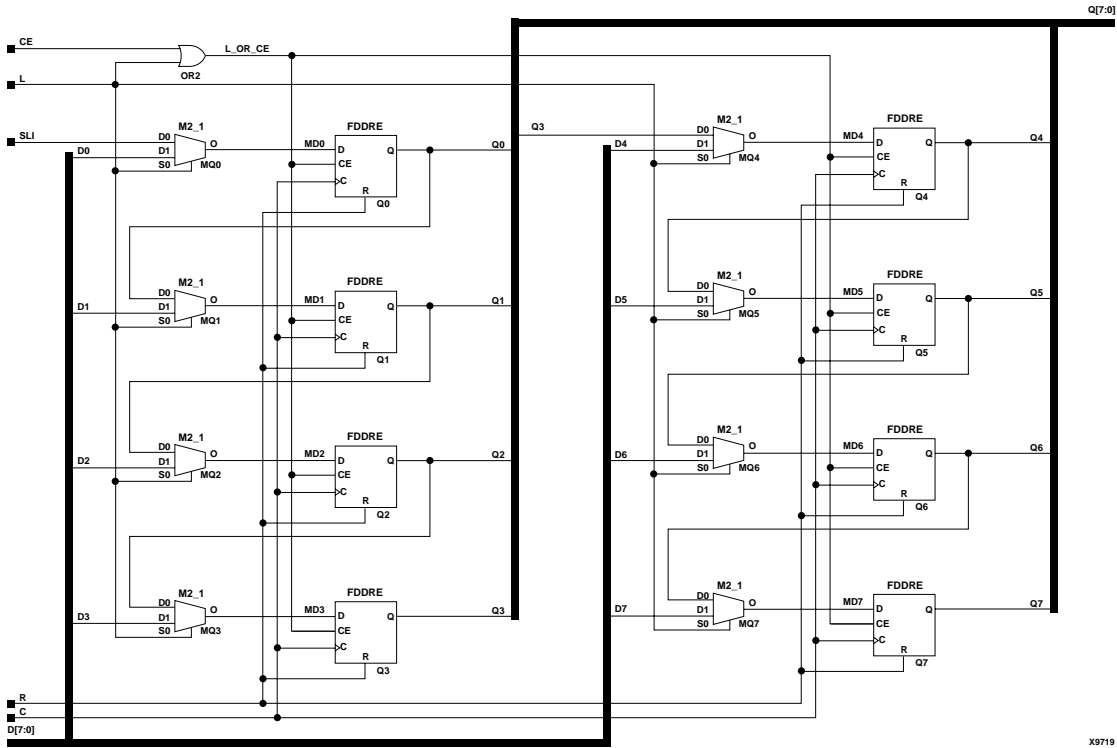 Q[7:0]
CE
L_OR_CE
OR2
L
SLI
M2_1
D0
D1
S0
O
MQ0
D0
MD0
FDDRE
D
CE
C
R
Q
Q0
Q0
M2_1
D0
D1
S0
O
MQ1
D1
MD1
FDDRE
D
CE
C
R
Q
Q1
Q1
M2_1
D0
D1
S0
O
MQ2
D2
MD2
FDDRE
D
CE
C
R
Q
Q2
Q2
M2_1
D0
D1
S0
O
MQ3
D3
MD3
FDDRE
D
CE
C
R
Q
Q3
Q3
Q3
D4
M2_1
D0
D1
S0
O
MQ4
MD4
FDDRE
D
CE
C
R
Q
Q4
Q4
D5
M2_1
D0
D1
S0
O
MQ5
MD5
FDDRE
D
CE
C
R
Q
Q5
Q5
D6
M2_1
D0
D1
S0
O
MQ6
MD6
FDDRE
D
CE
C
R
Q
Q6
Q6
D7
M2_1
D0
D1
S0
O
MQ7
MD7
FDDRE
D
CE
C
R
Q
Q7
Q7
R
C
D[7:0]
X9719